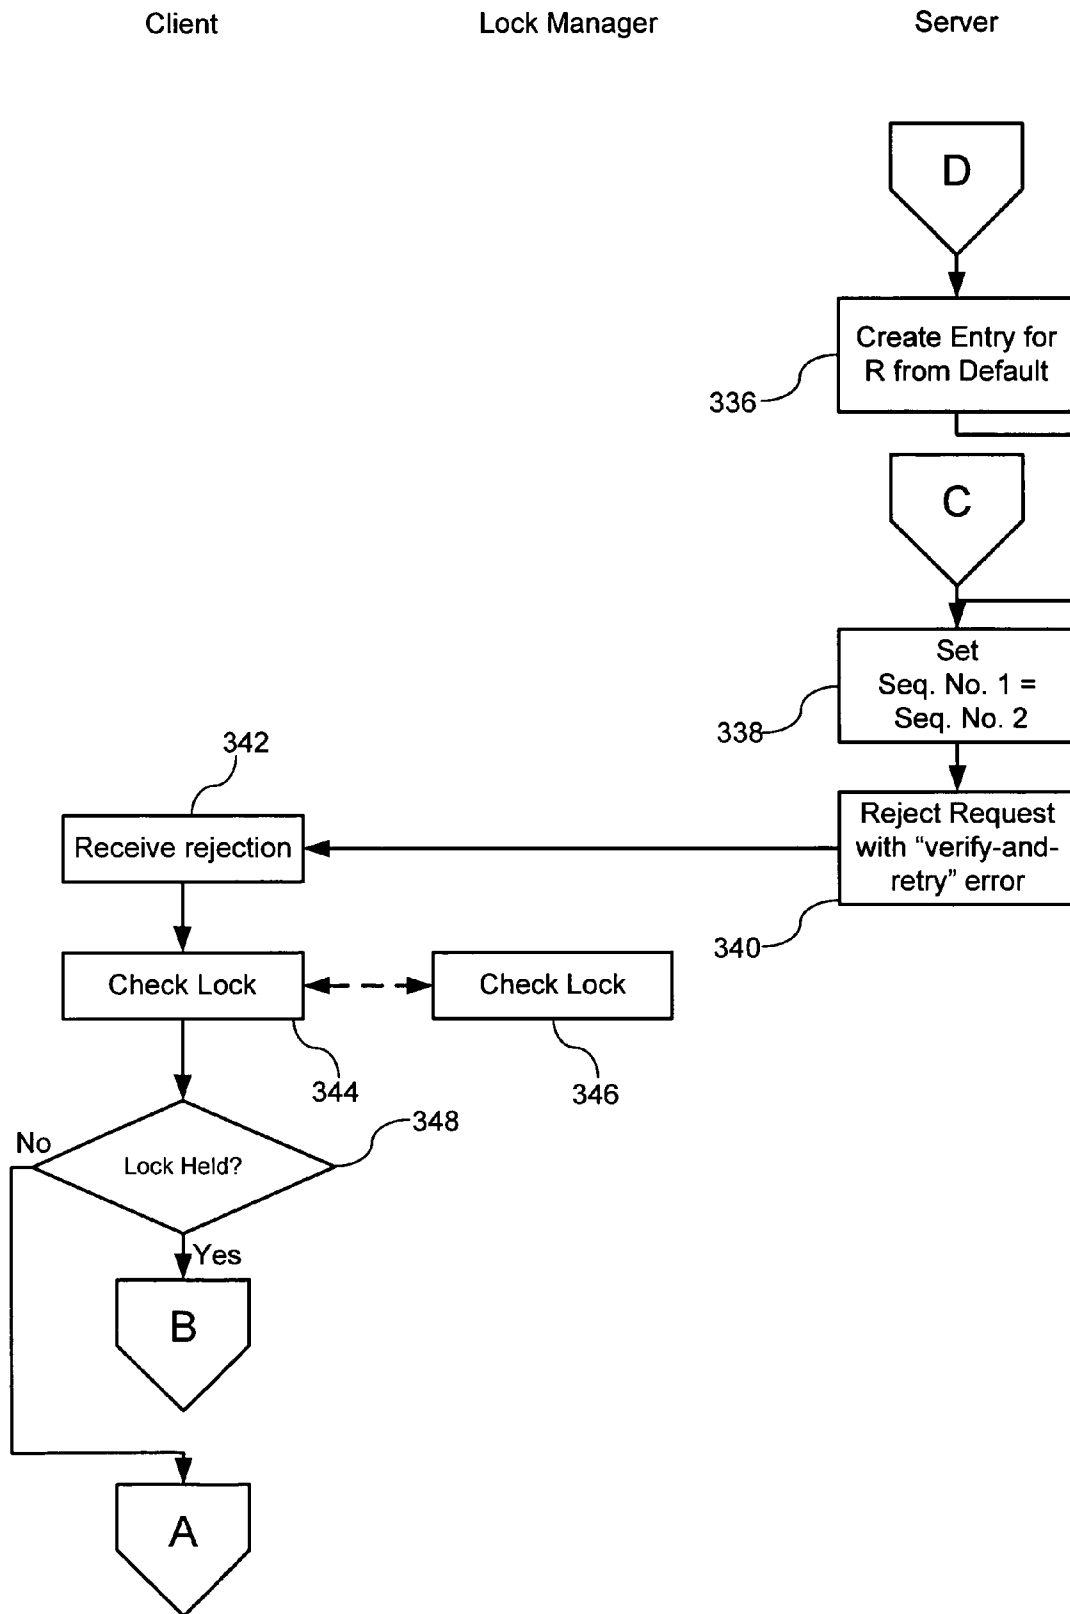 Client
Lock Manager
Server
D
Create Entry for
R from Default
336
C
Set
Seq. No. 1 =
Seq. No. 2
338
342
Receive rejection
Reject Request
with “verify-and-
retry” error
340
Check Lock
Check Lock
344
346
348
No
Lock Held?
Yes
B
A